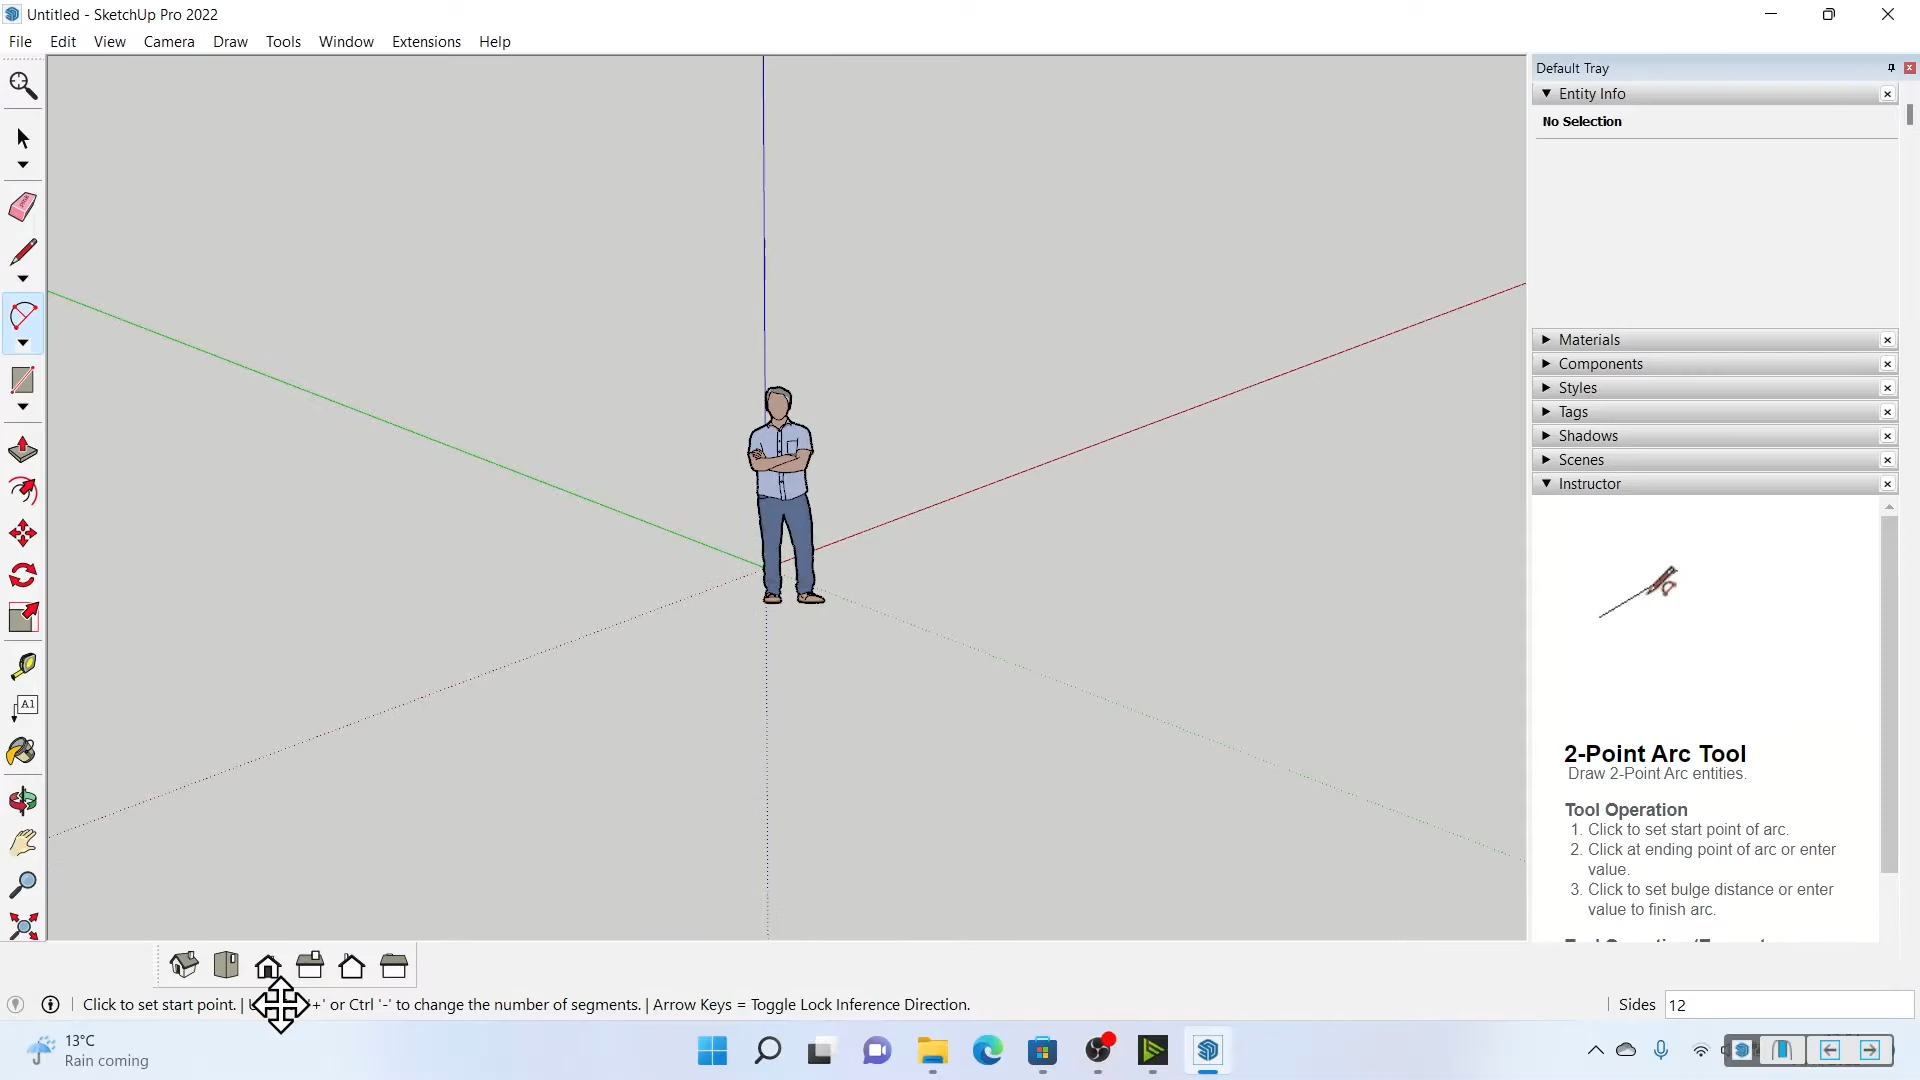 Untitled - SketchUp Pro 2022
File Edit View Camera Draw Tools Window Extensions Help
Default Tray
Entity Info
No Selection
A1
Materials
Components
Styles
Tags
Shadows
Scenes
Instructor
2-Point Arc Tool
Draw 2-Point Arc entities.
Tool Operation
1. Click to set start point of arc.
2. Click at ending point of arc or enter
value.
3. Click to set bulge distance or enter
value to finish arc.
Click to set start point. | '+' or Ctrl '-' to change the number of segments. | Arrow Keys = Toggle Lock Inference Direction.
Sides 12
13°C
Rain coming